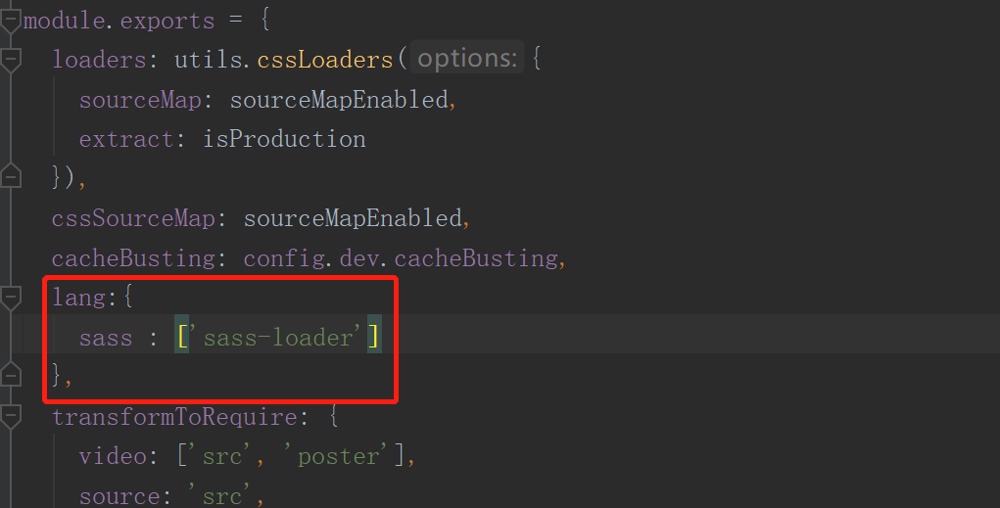 module.exports = {
loaders: utils.cssLoaders( options: {
sourceMap: sourceMapEnabled,
extract: isProduction
}),
cssSourceMap: sourceMapEnabled,
cacheBusting: config.dev.cacheBusting,
lang:{
sass : ['sass-loader']
},
transformToRequire: {
video: ['src', 'poster'],
source: 'src',